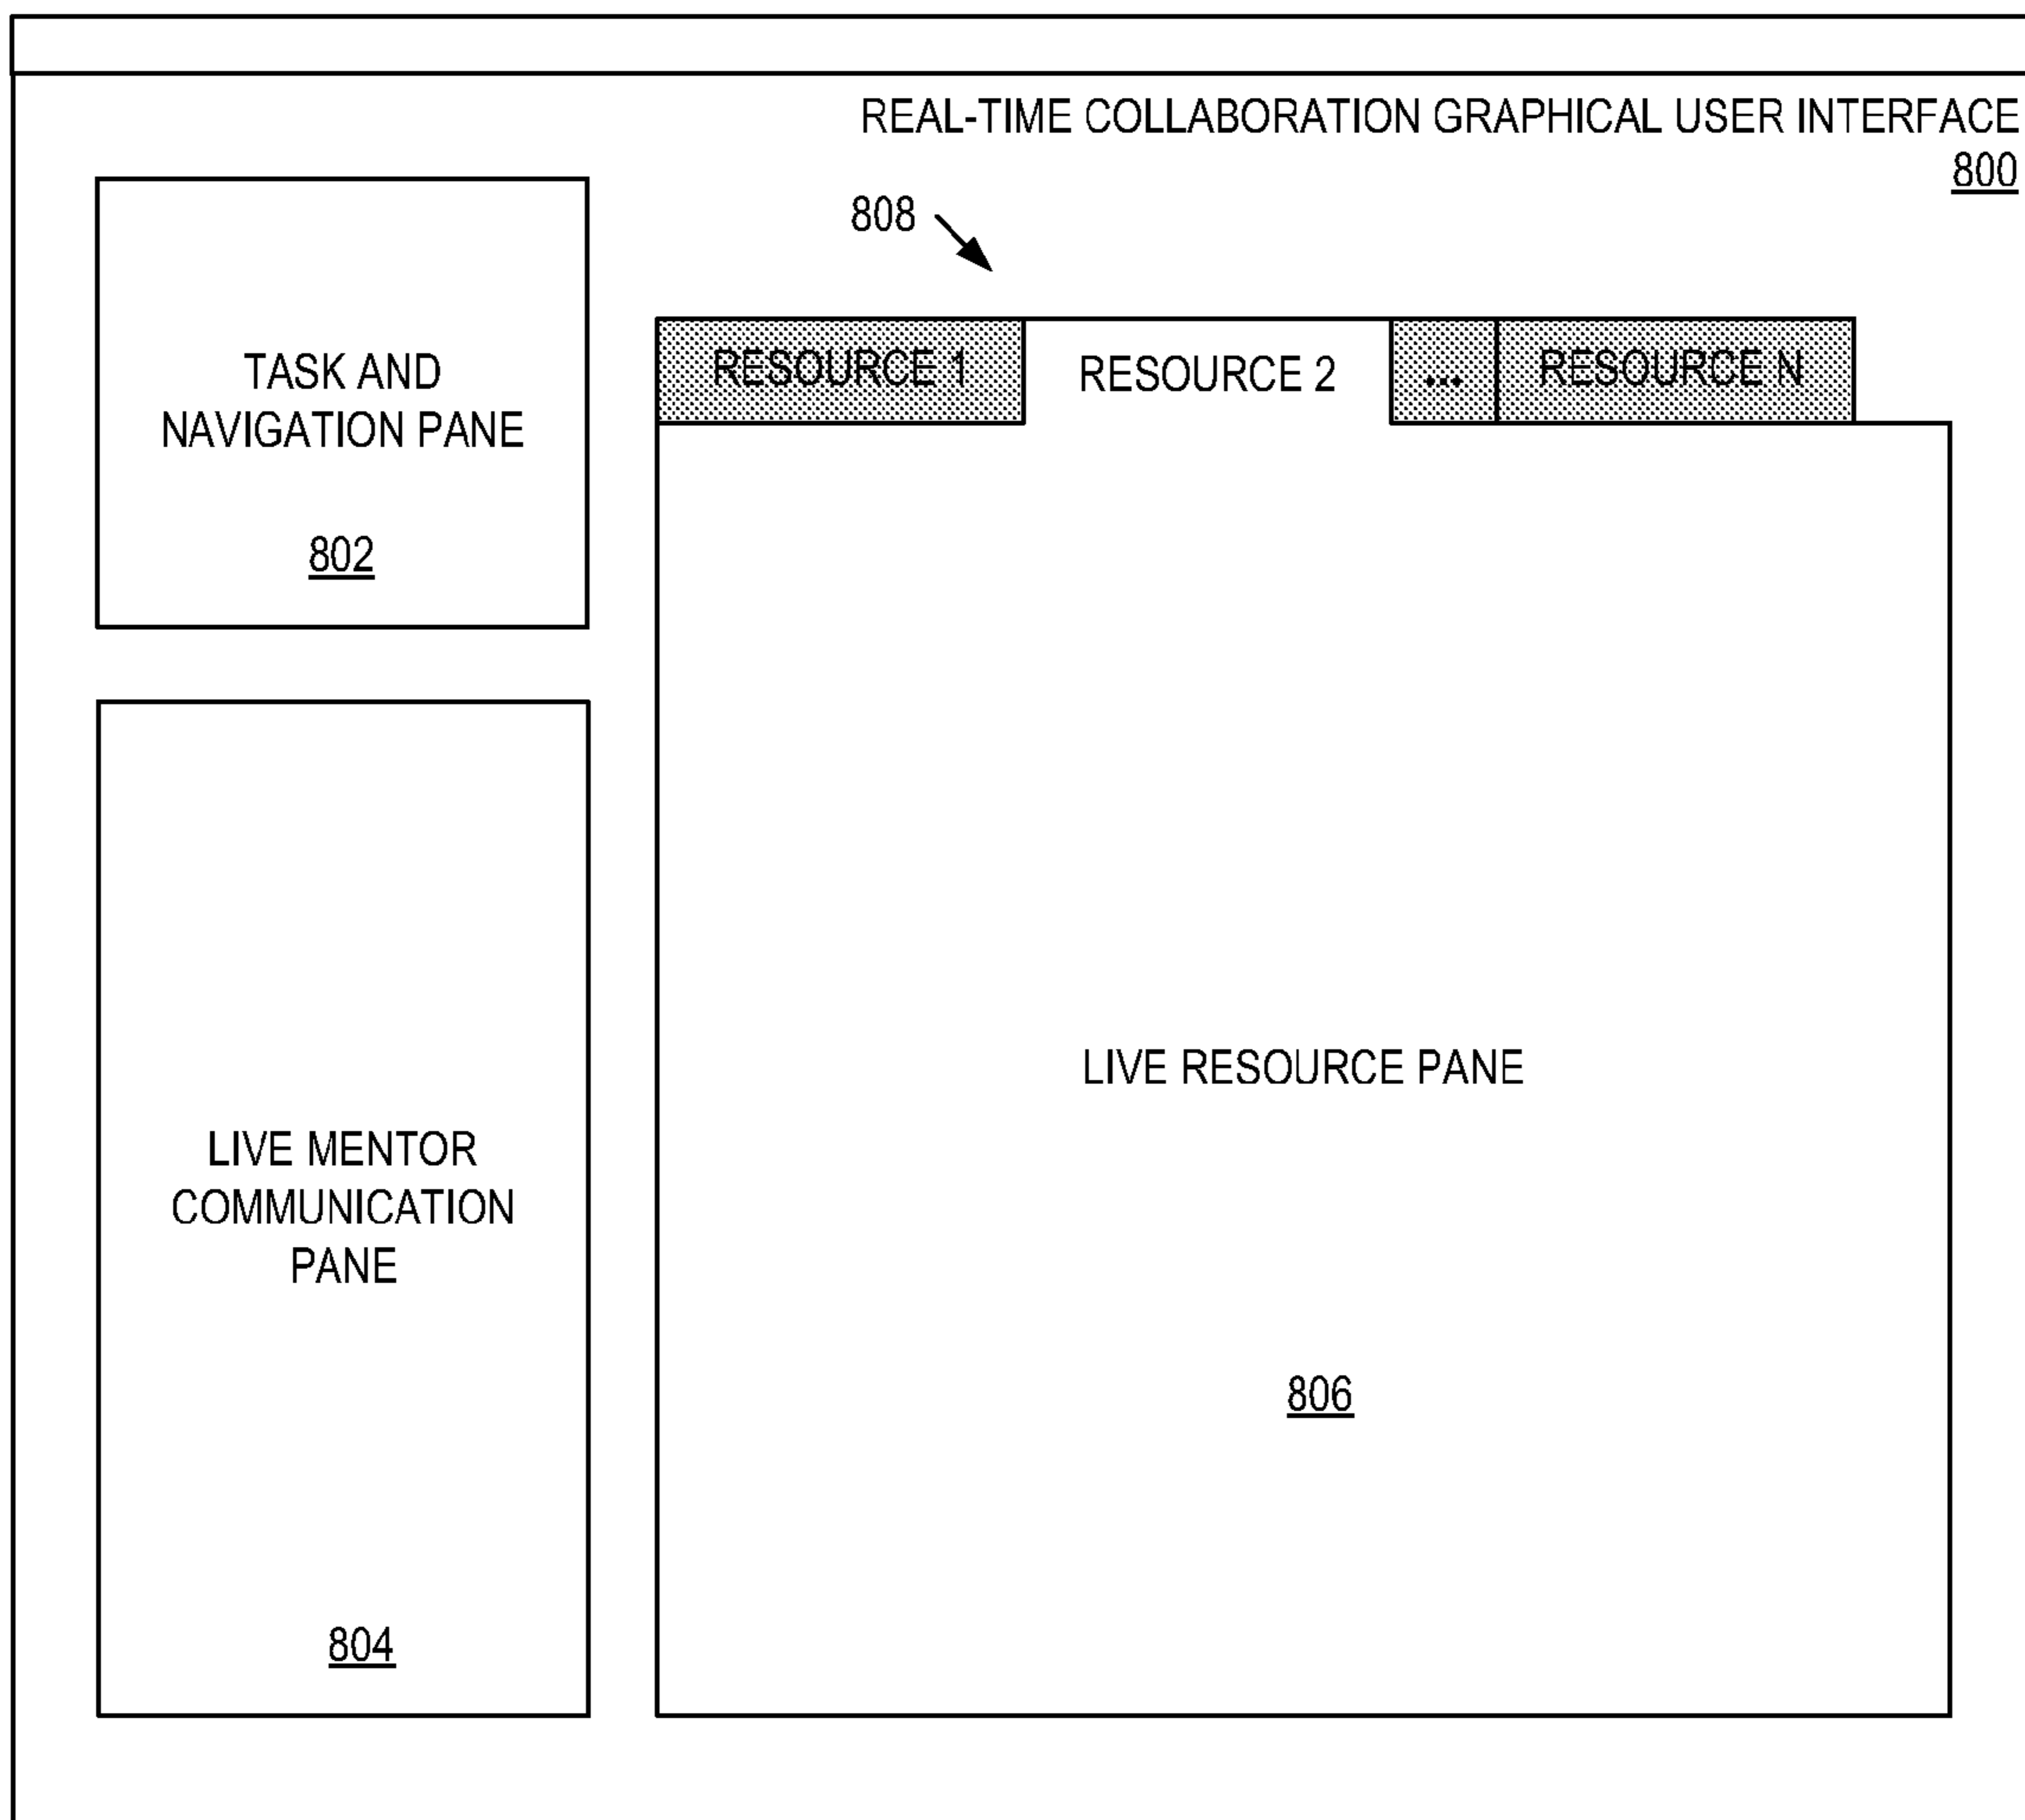 REAL-TIME COLLABORATION GRAPHICAL USER INTERFACE
800
808
TASK AND
NAVIGATION PANE
802
RESOURCE 1
RESOURCE 2
...
RESOURCE N
LIVE MENTOR
COMMUNICATION
PANE
804
LIVE RESOURCE PANE
806